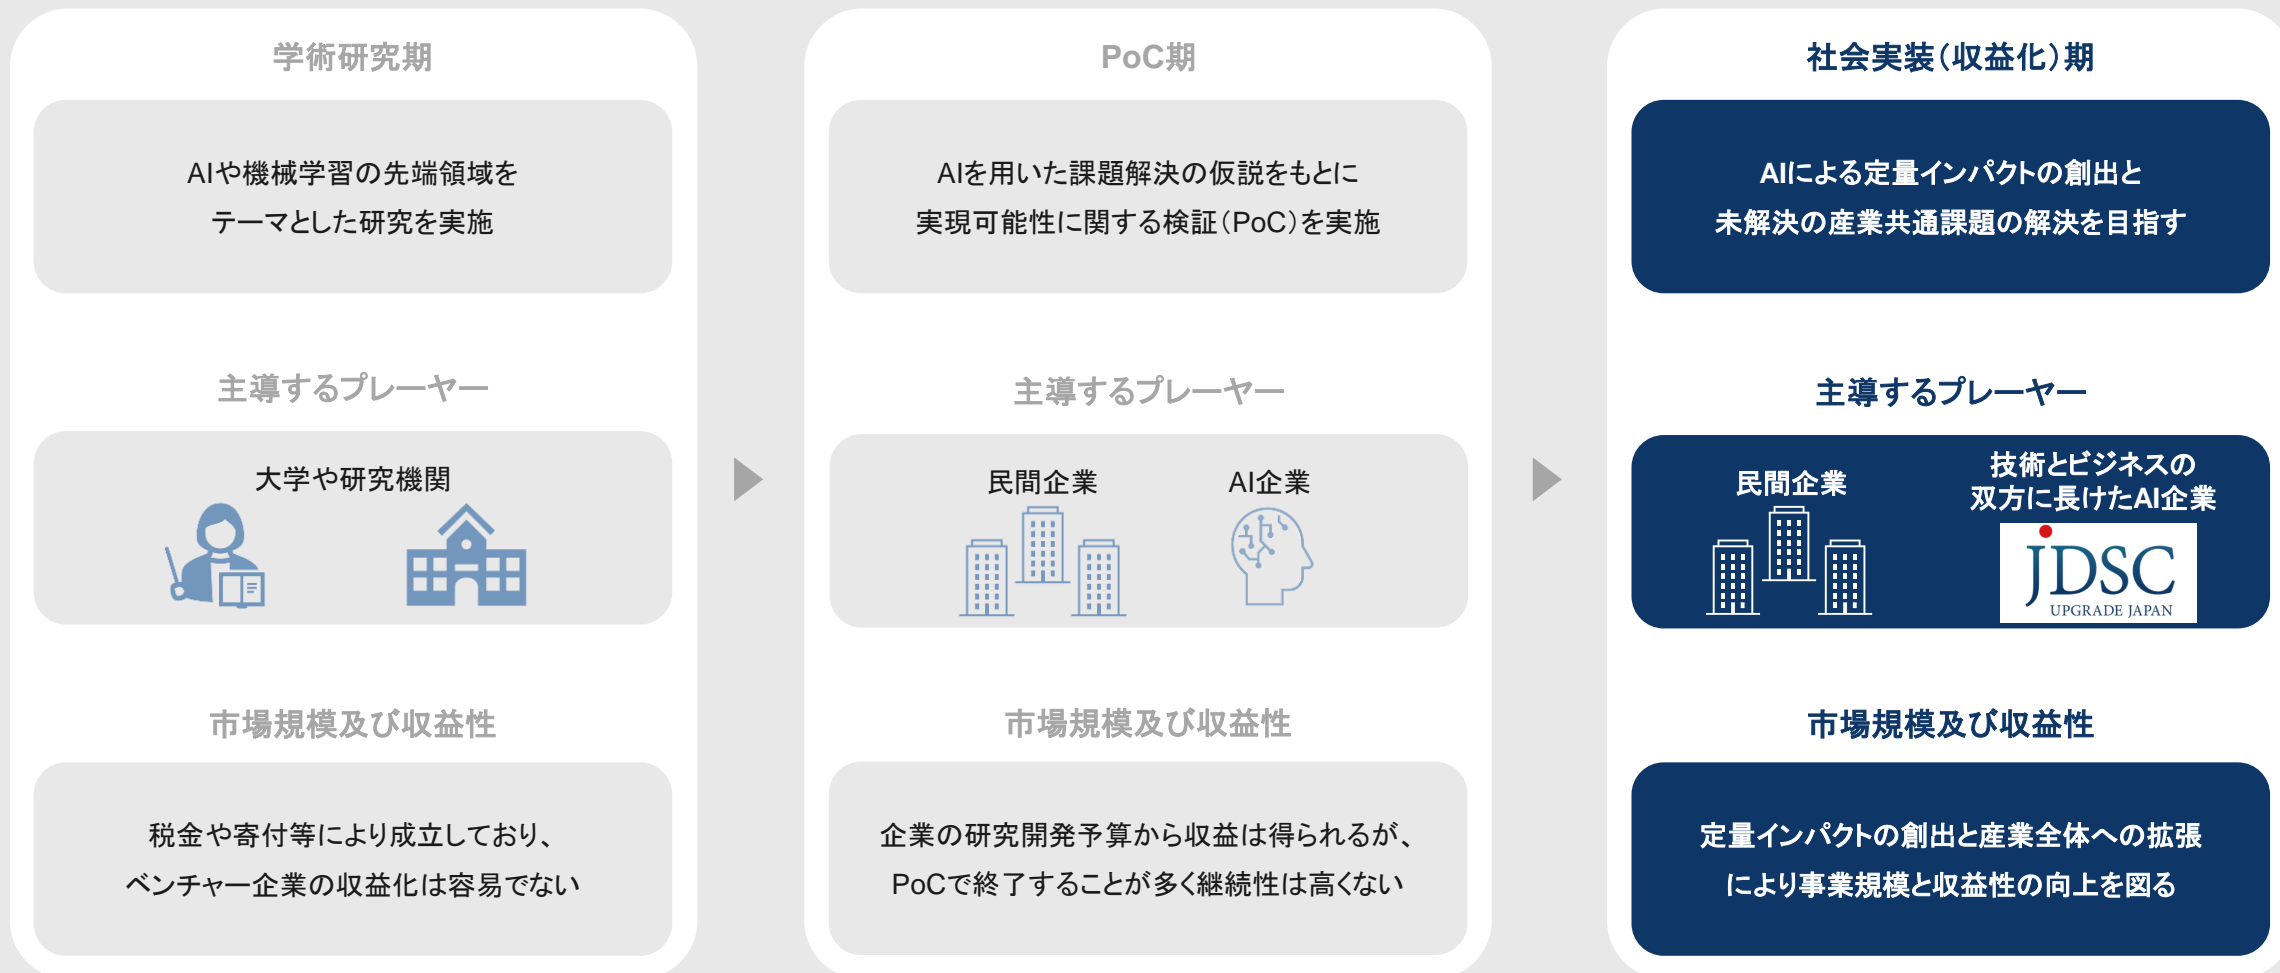 学術研究期
AIや機械学習の先端領域を
テーマとした研究を実施
主導するプレーヤー
大学や研究機関
市場規模及び収益性
税金や寄付等により成立しており、
ベンチャー企業の収益化は容易でない
PoC期
AIを用いた課題解決の仮説をもとに
実現可能性に関する検証（PoC）を実施
主導するプレーヤー
民間企業
AI企業
市場規模及び収益性
企業の研究開発予算から収益は得られるが、
PoCで終了することが多く継続性は高くない
社会実装（収益化）期
AIによる定量インパクトの創出と
未解決の産業共通課題の解決を目指す
主導するプレーヤー
民間企業
技術とビジネスの
双方に長けたAI企業
JDSC
UPGRADE JAPAN
市場規模及び収益性
定量インパクトの創出と産業全体への拡張
により事業規模と収益性の向上を図る